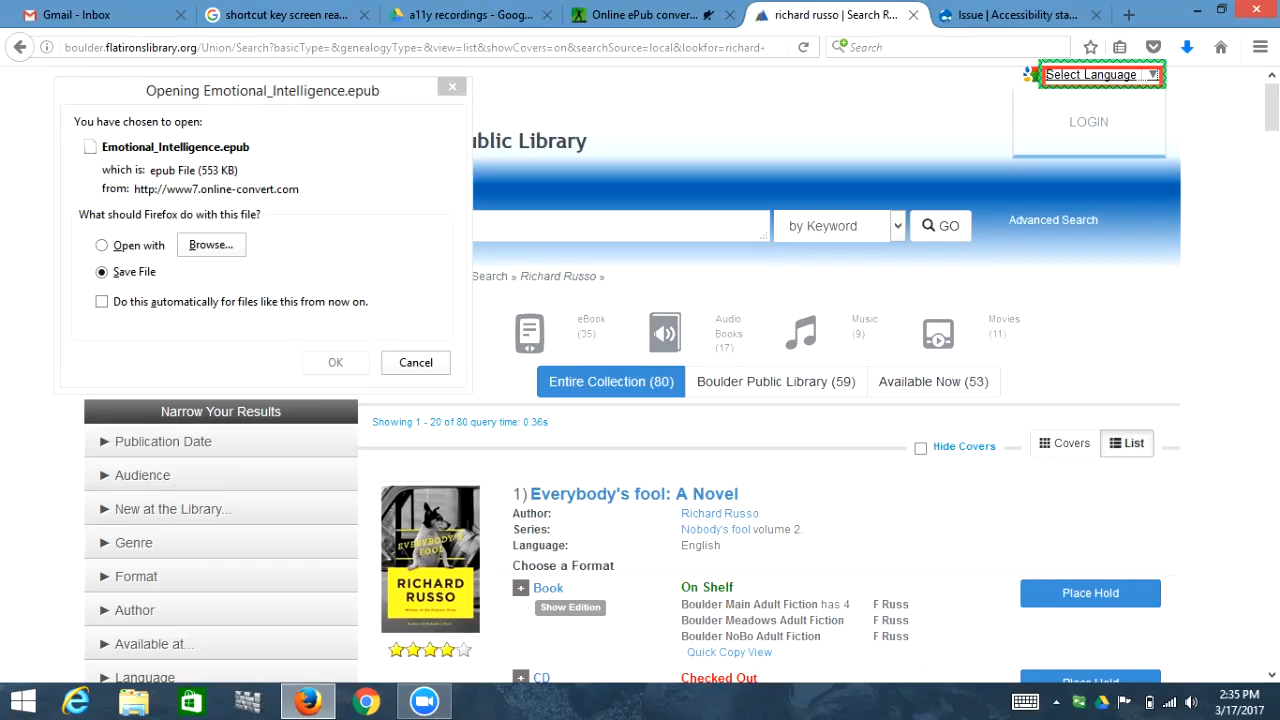 Inbox - howard.kramer@
emotional intelligence -
a11y recordings - Googl...
Online epub conver...
richard russo | Search R...
Issue | Accessibility sta...
boulder.flatironslibrary.org/Union/Search?basicType=&genealogyType=&view=list&showCovers=on&searchSource=local&lookfor=richard-
Search
Opening Emotional_Intelligence.epub
You have chosen to open:
Emotional_Intelligence.epub
which is: epub File (553 KB)
from: http://www7.online-convert.com
What should Firefox do with this file?
Open with
Browse...
Save File
Do this automatically for files like this from now on.
OK
Cancel
Select Language
LOGIN
ublic Library
by Keyword
GO
Advanced Search
Search » Richard Russo »
eBook
(35)
Audio
Books
(17)
Music
(9)
Movies
(11)
Entire Collection (80)
Boulder Public Library (59)
Available Now (53)
Narrow Your Results
Publication Date
Audience
New at the Library...
Genre
Format
Author
Available at...
Language
Showing 1 - 20 of 80 query time: 0.36s
Hide Covers
Covers
List
EVERYBODY'S
FOOL
RICHARD
RUSSO
1) Everybody's fool: A Novel
Author: Richard Russo
Series: Nobody's fool volume 2.
Language: English
Choose a Format
+ Book
Show Edition
On Shelf
Boulder Main Adult Fiction has 4 F Russ
Boulder Meadows Adult Fiction F Russ
Boulder NoBo Adult Fiction F Russ
Quick Copy View
Place Hold
+ CD
Checked Out
Place Hold
2:35 PM
3/17/2017